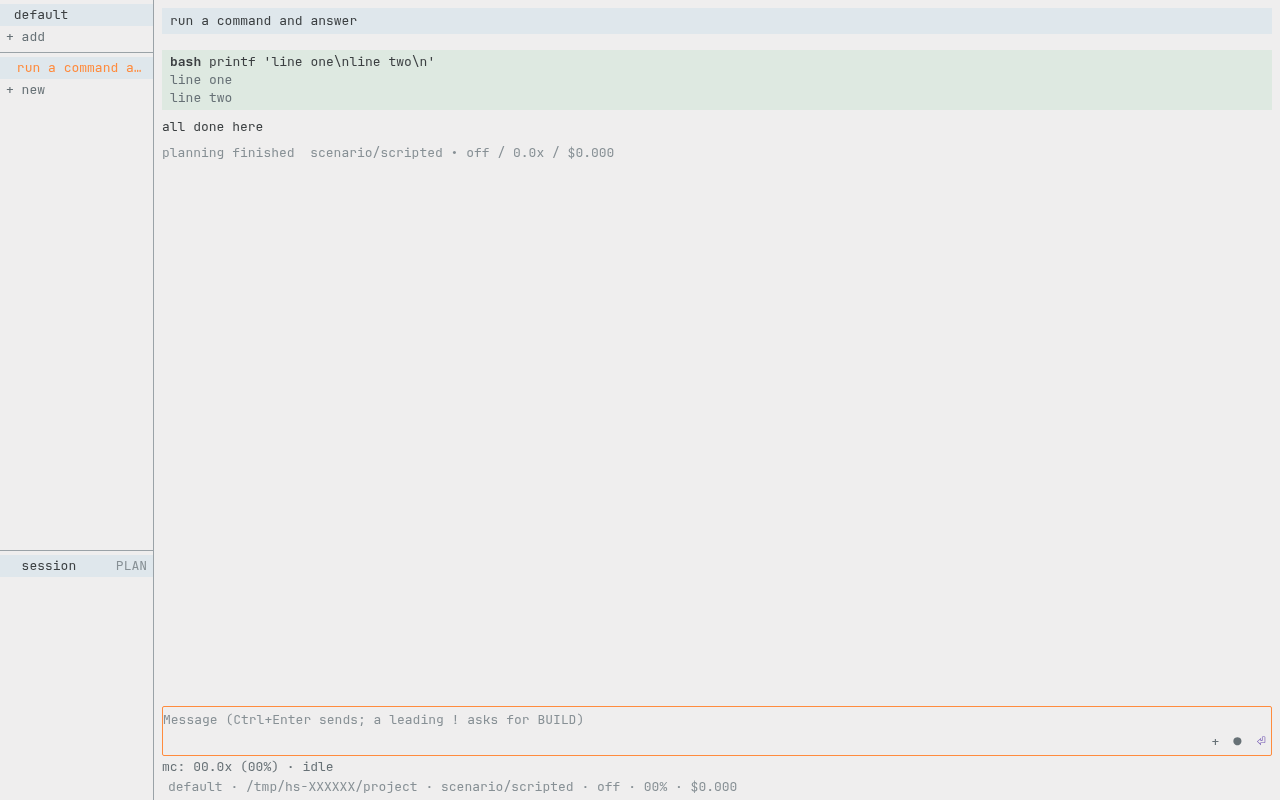 default
+ add
run a command a…
+ new
session PLAN
run a command and answer
bash printf 'line one\nline two\n'
line one
line two
all done here
planning finished scenario/scripted • off / 0.0x / $0.000
Message (Ctrl+Enter sends; a leading ! asks for BUILD)
+ ● ⏎
mc: 00.0x (00%) · idle
default · /tmp/hs-XXXXXX/project · scenario/scripted · off · 00% · $0.000